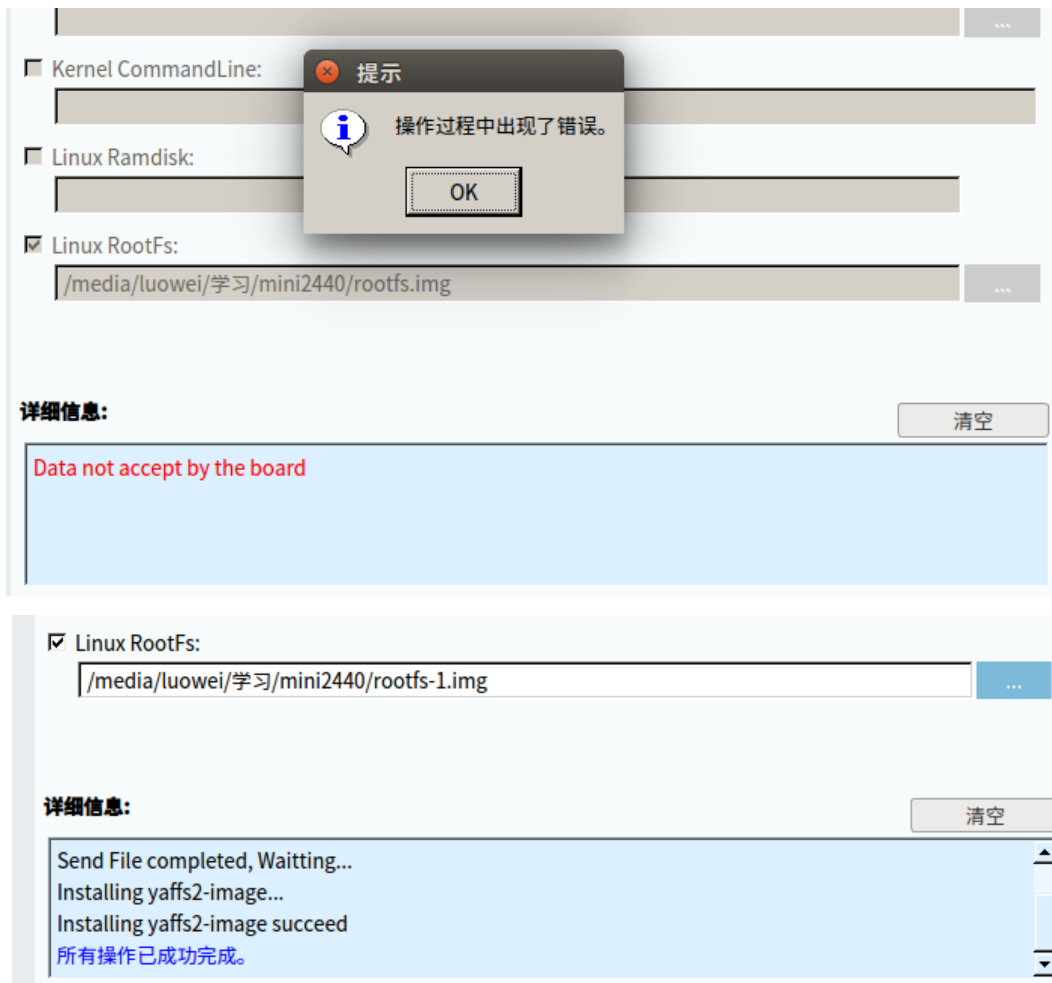 ...
Kernel CommandLine:
提示
操作过程中出现了错误。
OK
Linux Ramdisk:
Linux RootFs:
/media/luowei/学习/mini2440/rootfs.img
...
详细信息:
清空
Data not accept by the board
Linux RootFs:
/media/luowei/学习/mini2440/rootfs-1.img
...
详细信息:
清空
Send File completed, Waitting...
Installing yaffs2-image...
Installing yaffs2-image succeed
所有操作已成功完成。